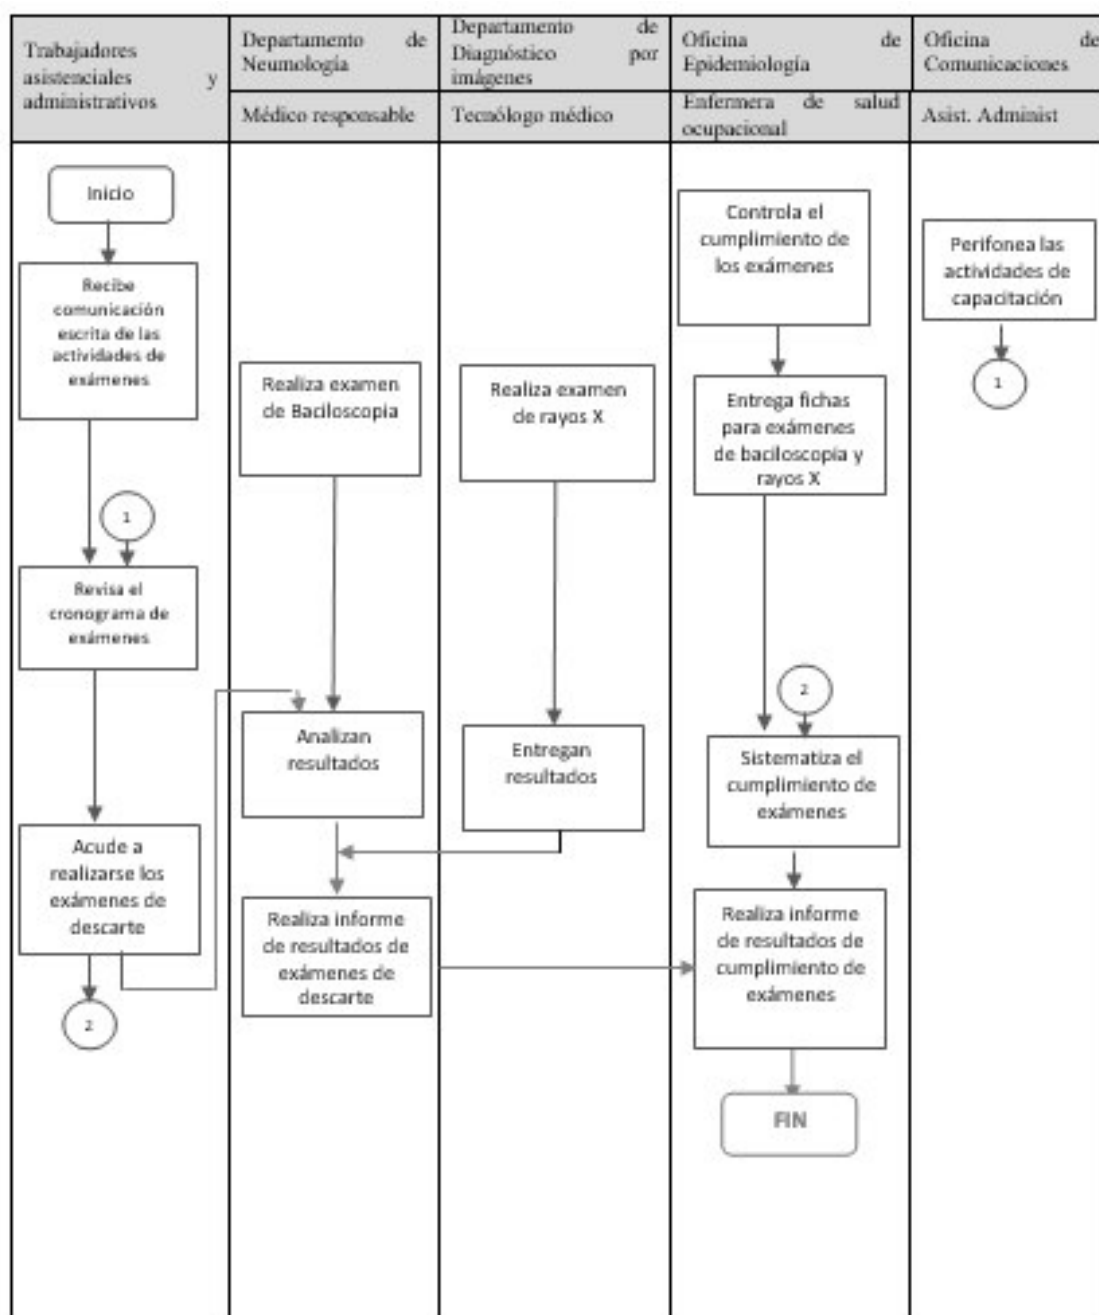 Trabajadores
asistenciales y
administrativos
Departamento de
Neumología
Departamento de
Diagnóstico por
imágenes
Oficina de
Epidemiología
Oficina de
Comunicaciones
Médico responsable
Tecnólogo médico
Enfermera de salud
ocupacional
Asist. Administ
Inicio
Recibe
comunicación
escrita de las
actividades de
exámenes
1
Revisa el
cronograma de
exámenes
Acude a
realizarse los
exámenes de
descarte
2
Realiza examen
de Baciloscopia
Analizan
resultados
Realiza informe
de resultados de
exámenes de
descarte
Realiza examen
de rayos X
Entregan
resultados
Controla el
cumplimiento de
los exámenes
Entrega fichas
para exámenes
de baciloscopia y
rayos X
2
Sistematiza el
cumplimiento de
exámenes
Realiza informe
de resultados de
cumplimiento de
exámenes
FIN
Perifonea las
actividades de
capacitación
1